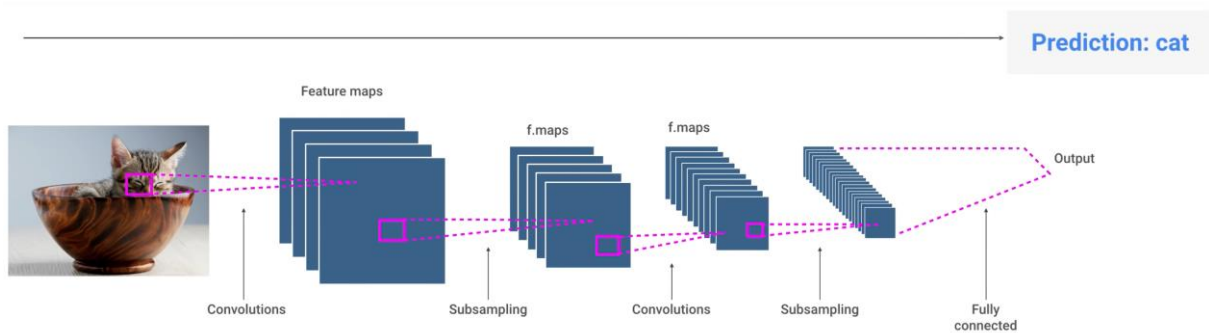 Prediction: cat
Feature maps
f.maps
f.maps
Output
Convolutions
Subsampling
Convolutions
Subsampling
Fully
connected